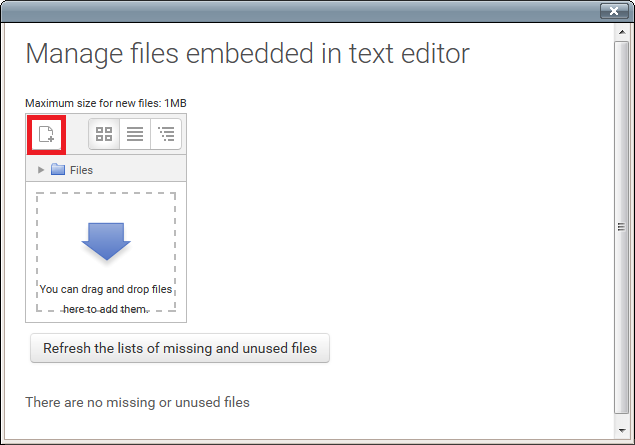 Manage files embedded in text editor
Maximum size for new files: 1MB
Files
You can drag and drop files
here to add them.
Refresh the lists of missing and unused files
There are no missing or unused files